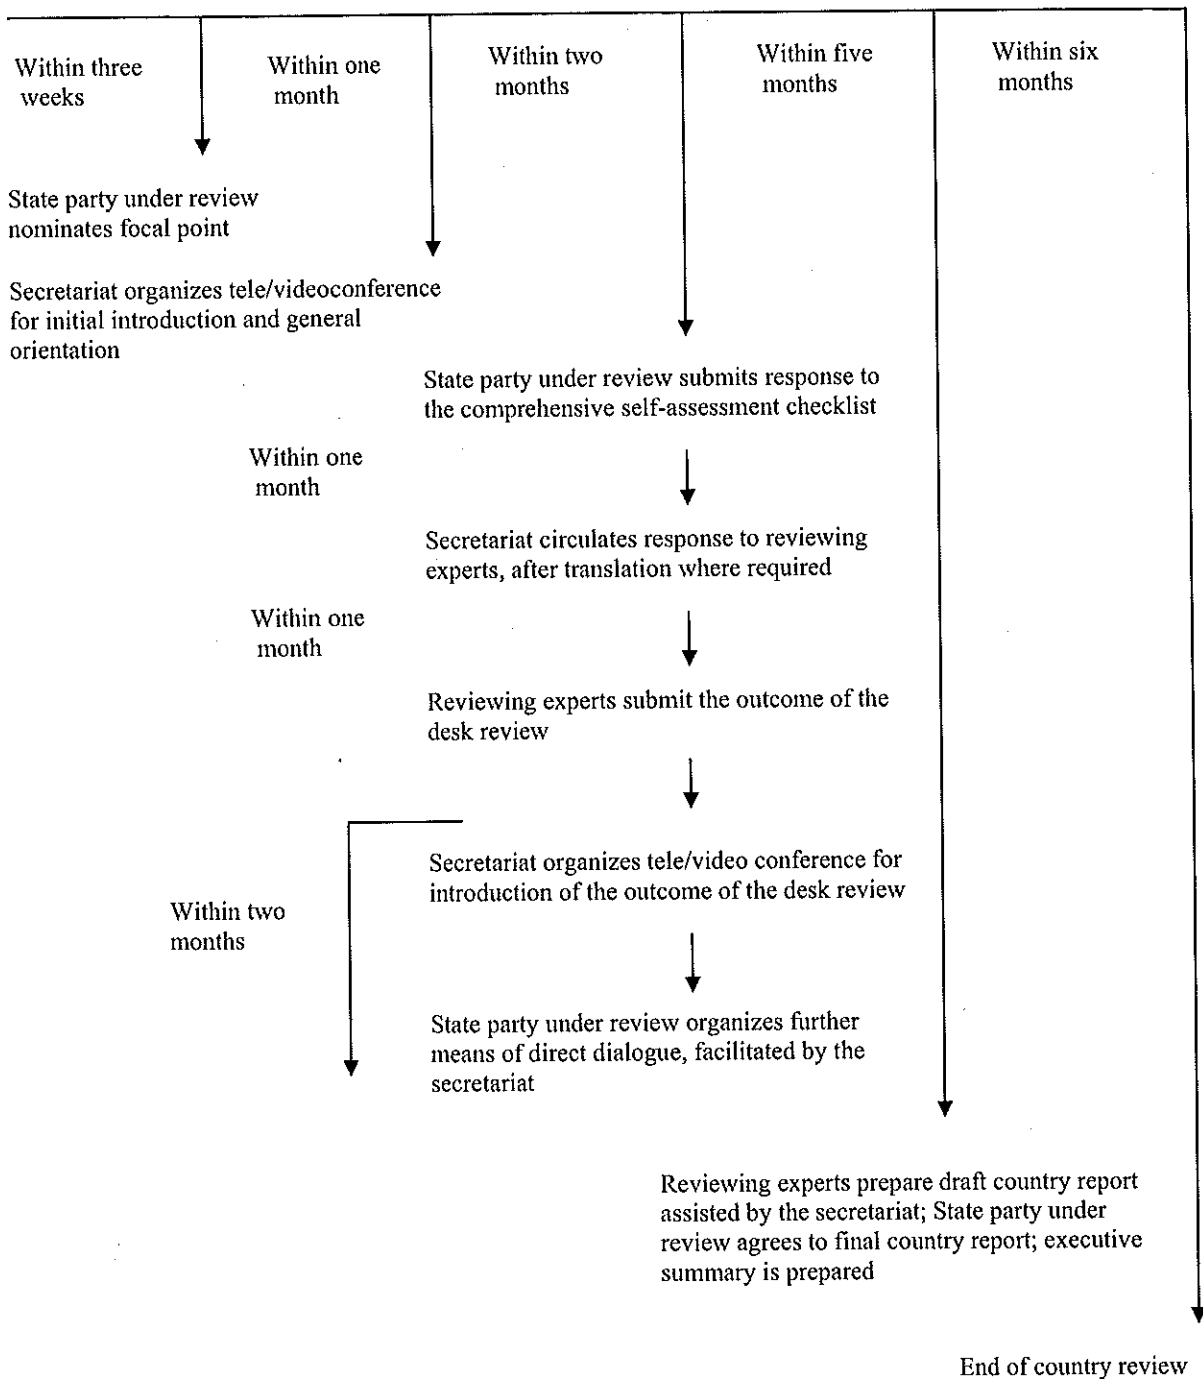 Within three
weeks
Within one
month
Within two
months
Within five
months
Within six
months
State party under review
nominates focal point
Secretariat organizes tele/videoconference
for initial introduction and general
orientation
State party under review submits response to
the comprehensive self-assessment checklist
Within one
month
Secretariat circulates response to reviewing
experts, after translation where required
Within one
month
Reviewing experts submit the outcome of the
desk review
Secretariat organizes tele/video conference for
introduction of the outcome of the desk review
Within two
months
State party under review organizes further
means of direct dialogue, facilitated by the
secretariat
Reviewing experts prepare draft country report
assisted by the secretariat; State party under
review agrees to final country report; executive
summary is prepared
End of country review